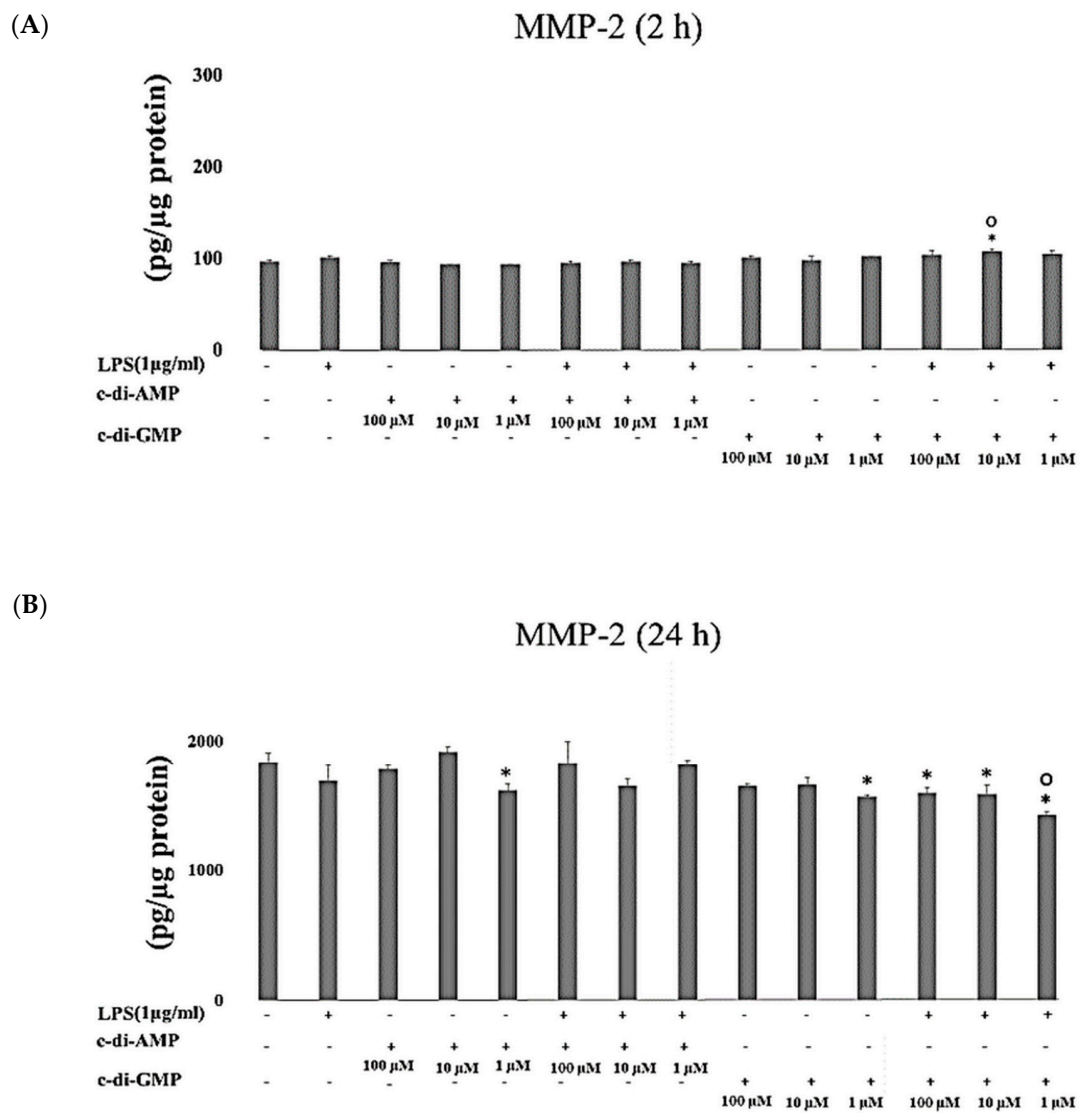 (A)
MMP-2 (2 h)
(pg/µg protein)
300
200
100
0
O
*
LPS(1µg/ml) - + - - - + + + - - - + + +
c-di-AMP - - + + + + + + - - - - - -
100 µM 10 µM 1 µM 100 µM 10 µM 1 µM
c-di-GMP - - - - - - - - + + + + + +
100 µM 10 µM 1 µM 100 µM 10 µM 1 µM
(B)
MMP-2 (24 h)
(pg/µg protein)
2000
1000
0
* * * * O
*
LPS(1µg/ml) - + - - - + + + - - - + + +
c-di-AMP - - + + + + + + - - - - - -
100 µM 10 µM 1 µM 100 µM 10 µM 1 µM
c-di-GMP - - - - - - - - + + + + + +
100 µM 10 µM 1 µM 100 µM 10 µM 1 µM